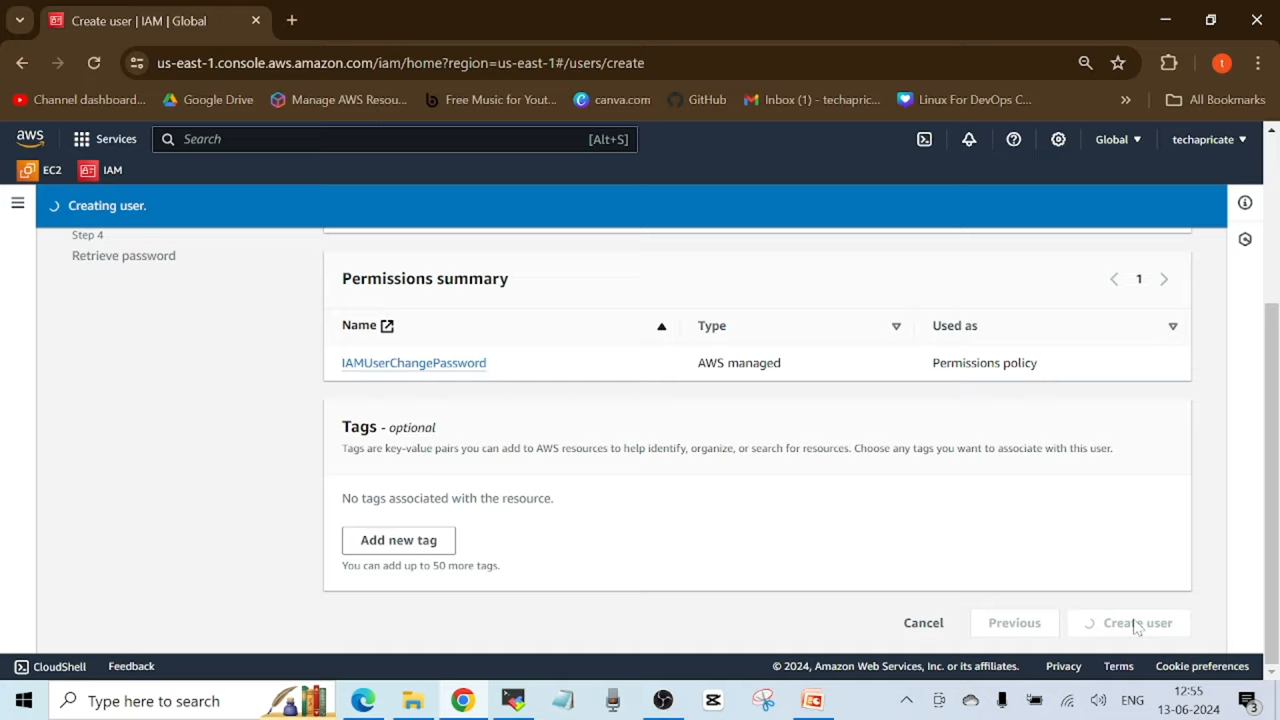 Create user | IAM | Global
us-east-1.console.aws.amazon.com/iam/home?region=us-east-1#/users/create
t
Channel dashboard...
Google Drive
Manage AWS Resou...
Free Music for Yout...
canva.com
GitHub
Inbox (1) - techapric...
Linux For DevOps C...
All Bookmarks
aws
Services
Search
[Alt+S]
Global
techapricate
EC2
IAM
Creating user.
Step 4
Retrieve password
Permissions summary
1
Name
Type
Used as
IAMUserChangePassword
AWS managed
Permissions policy
Tags - optional
Tags are key-value pairs you can add to AWS resources to help identify, organize, or search for resources. Choose any tags you want to associate with this user.
No tags associated with the resource.
Add new tag
You can add up to 50 more tags.
Cancel
Previous
Create user
CloudShell
Feedback
© 2024, Amazon Web Services, Inc. or its affiliates.
Privacy
Terms
Cookie preferences
Type here to search
ENG
12:55
13-06-2024
3